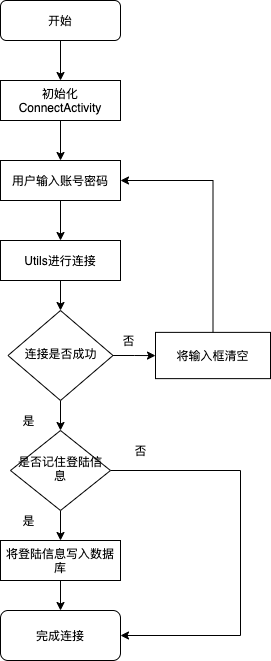 开始
初始化
ConnectActivity
用户输入账号密码
Utils进行连接
连接是否成功
否
将输入框清空
是
是否记住登陆信
息
否
是
将登陆信息写入数据
库
完成连接